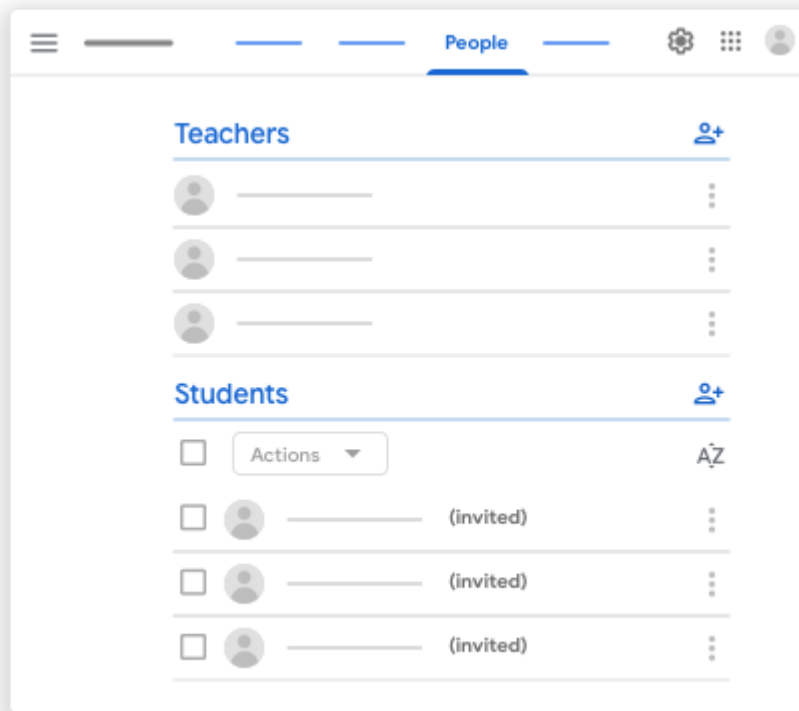 People
Teachers
Students
Actions
AZ
(invited)
(invited)
(invited)